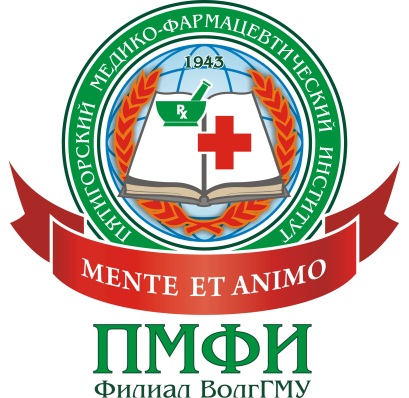 ПЯТИГОРСКИЙ МЕДИКО-ФАРМАЦЕВТИЧЕСКИЙ ИНСТИТУТ
1943
Rx
MENTE ET ANIMO
ПМФИ
Филиал ВолгГМУ